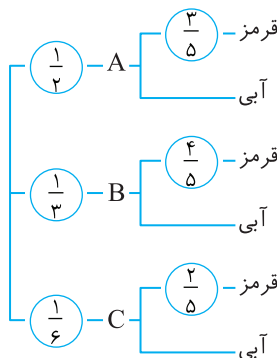 ۳/۵ قرمز
۱/۲ A
آبی
۴/۵ قرمز
۱/۳ B
آبی
۲/۵ قرمز
۱/۶ C
آبی